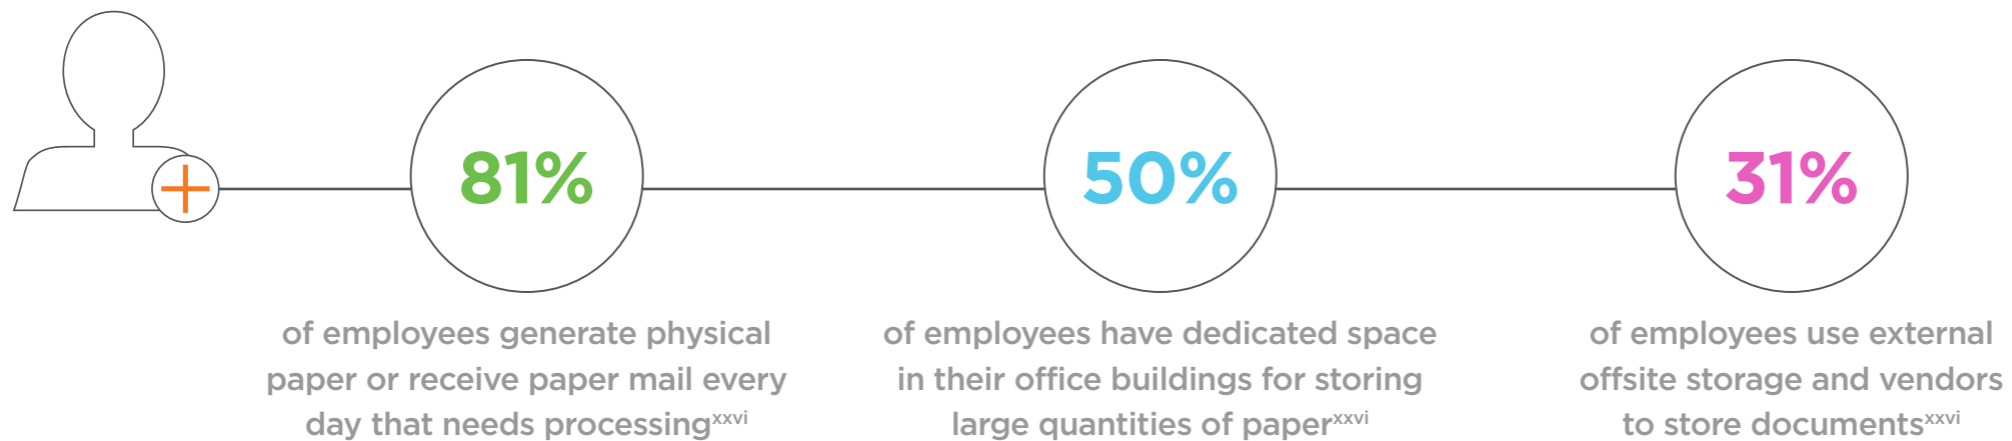 81%
of employees generate physical
paper or receive paper mail every
day that needs processingxxvi
50%
of employees have dedicated space
in their office buildings for storing
large quantities of paperxxvi
31%
of employees use external
offsite storage and vendors
to store documentsxxvi